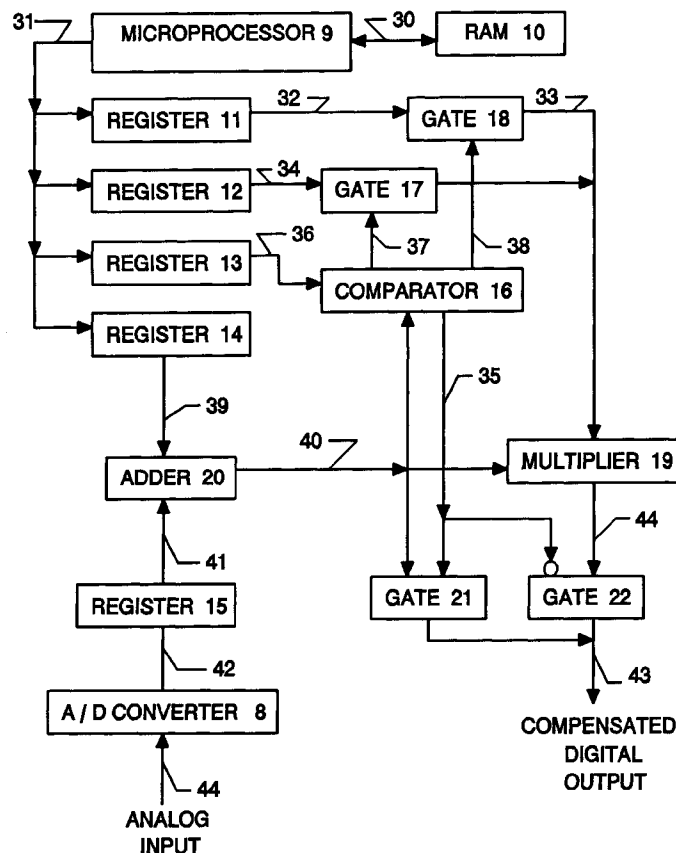 31
MICROPROCESSOR 9
30
RAM 10
REGISTER 11
32
GATE 18
33
REGISTER 12
34
GATE 17
REGISTER 13
36
37
38
COMPARATOR 16
REGISTER 14
35
39
40
ADDER 20
MULTIPLIER 19
41
44
REGISTER 15
GATE 21
GATE 22
42
43
A / D CONVERTER 8
COMPENSATED
DIGITAL
OUTPUT
44
ANALOG
INPUT